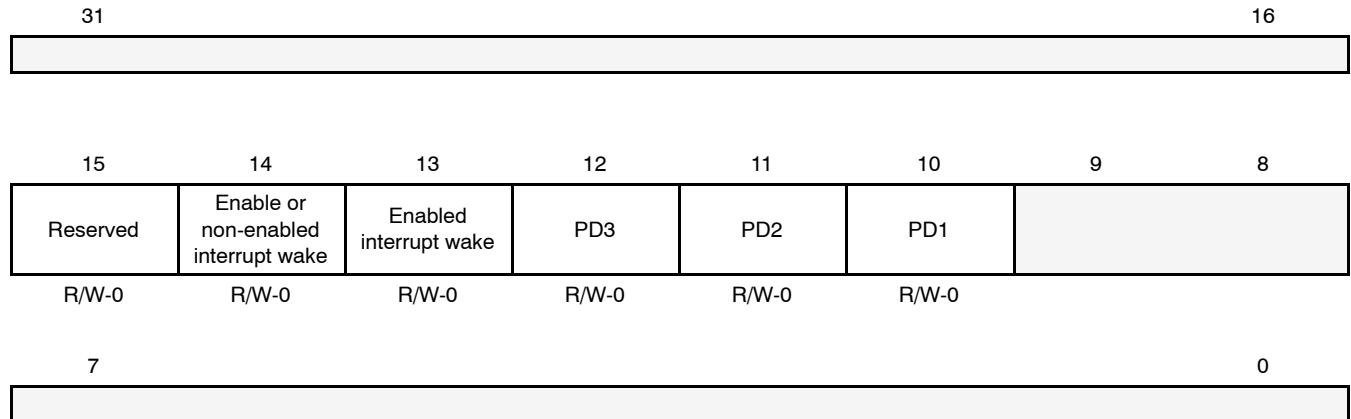 31 16
15 14 13 12 11 10 9 8
Reserved
Enable or
non-enabled
interrupt wake
Enabled
interrupt wake
PD3
PD2
PD1
R/W-0 R/W-0 R/W-0 R/W-0 R/W-0 R/W-0
7 0